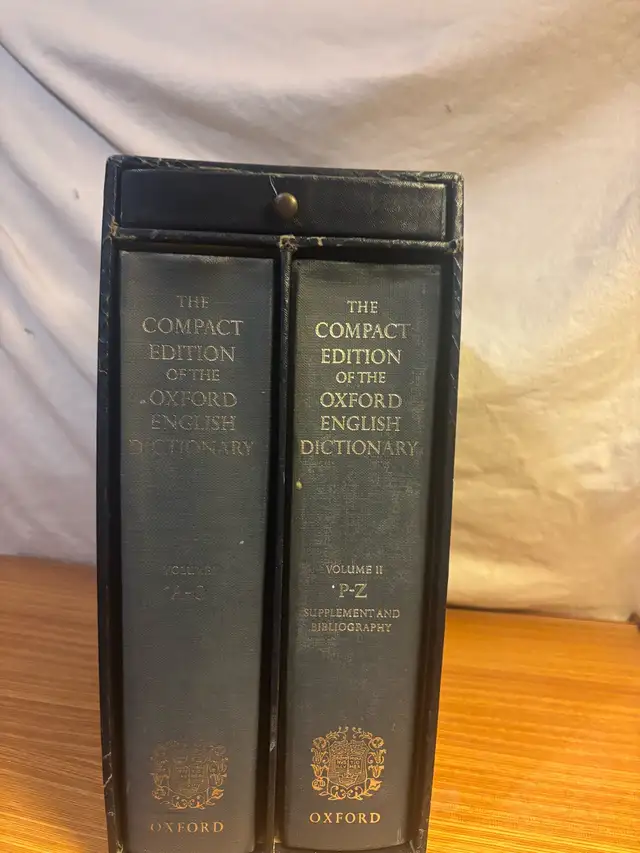 THE
COMPACT
EDITION
OF THE
OXFORD
ENGLISH
DICTIONARY
VOLUME I
A-O
OXFORD
THE
COMPACT
EDITION
OF THE
OXFORD
ENGLISH
DICTIONARY
VOLUME II
P-Z
SUPPLEMENT AND
BIBLIOGRAPHY
OXFORD